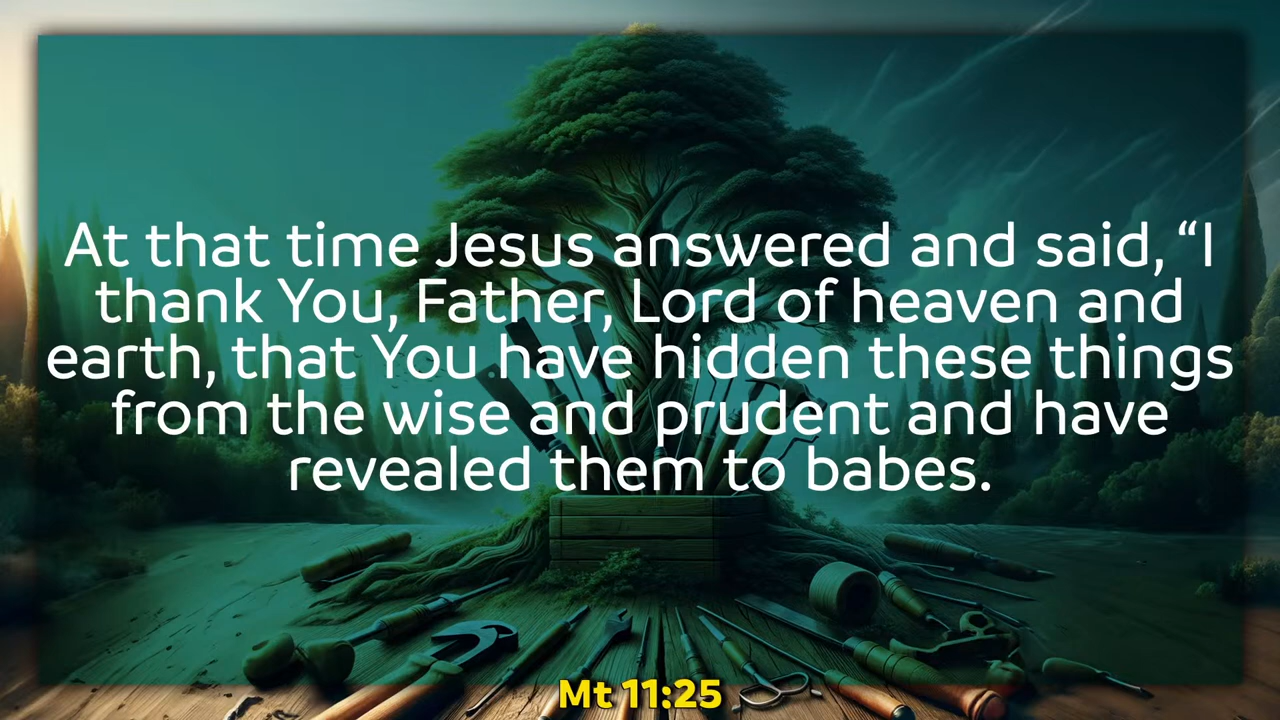 At that time Jesus answered and said, “I
thank You, Father, Lord of heaven and
earth, that You have hidden these things
from the wise and prudent and have
revealed them to babes.
Mt 11:25